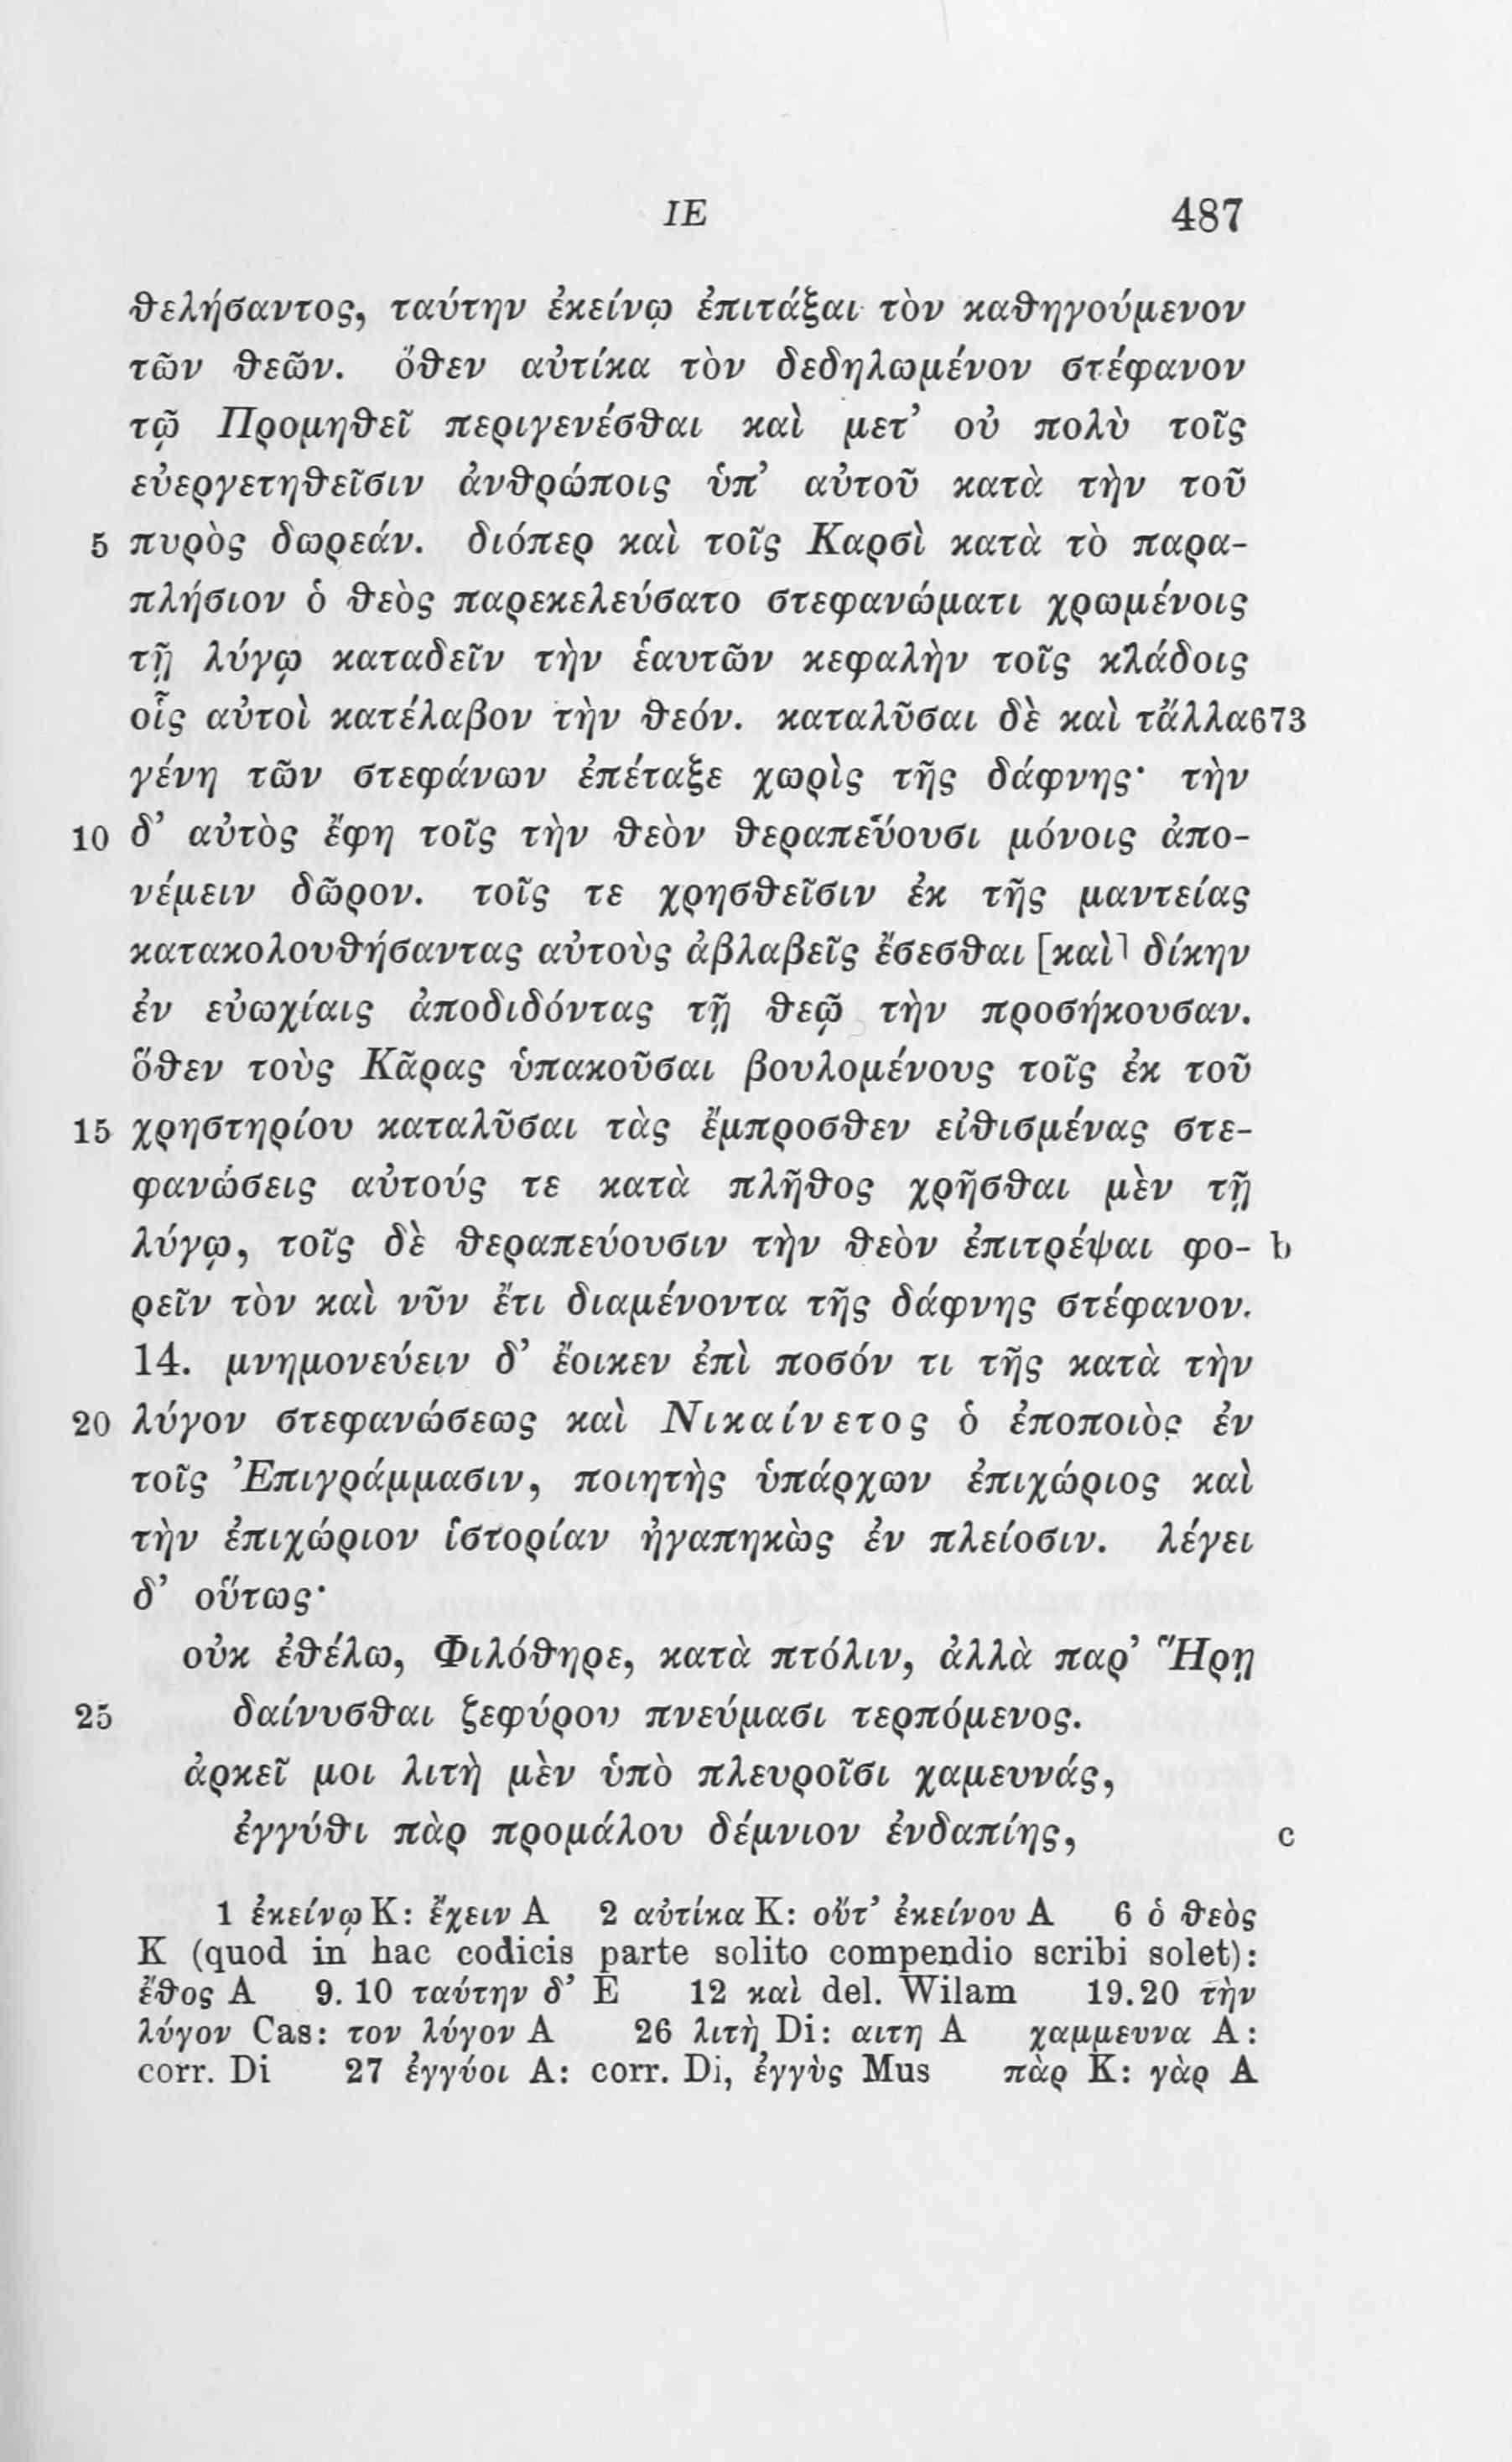 ΙΕ 487
θελήσαντος, ταύτην ἐκείνῳ ἐπιτάξαι τὸν καθηγούμενον
τῶν θεῶν. ὅθεν αὐτίκα τὸν δεδηλωμένον στέφανον
τῷ Προμηθεῖ περιγενέσθαι καὶ μετ’ οὐ πολὺ τοῖς
εὐεργετηθεῖσιν ἀνθρώποις ὑπ’ αὐτοῦ κατὰ τὴν τοῦ
5 πυρὸς δωρεάν. διόπερ καὶ τοῖς Καρσὶ κατὰ τὸ παρα-
πλήσιον ὁ θεὸς παρεκελεύσατο στεφανώματι χρωμένοις
τῇ λύγῳ καταδεῖν τὴν ἑαυτῶν κεφαλὴν τοῖς κλάδοις
οἷς αὐτοὶ κατέλαβον τὴν θεόν. καταλῦσαι δὲ καὶ τἄλλα 673
γένη τῶν στεφάνων ἐπέταξε χωρὶς τῆς δάφνης· τὴν
10 δ’ αὐτὸς ἔφη τοῖς τὴν θεὸν θεραπεύουσι μόνοις ἀπο-
νέμειν δῶρον. τοῖς τε χρησθεῖσιν ἐκ τῆς μαντείας
κατακολουθήσαντας αὐτοὺς ἀβλαβεῖς ἔσεσθαι [καὶ] δίκην
ἐν εὐωχίαις ἀποδιδόντας τῇ θεῷ τὴν προσήκουσαν.
ὅθεν τοὺς Κᾶρας ὑπακοῦσαι βουλομένους τοῖς ἐκ τοῦ
15 χρηστηρίου καταλῦσαι τὰς ἔμπροσθεν εἰθισμένας στε-
φανώσεις αὐτούς τε κατὰ πλῆθος χρῆσθαι μὲν τῇ
λύγῳ, τοῖς δὲ θεραπεύουσιν τὴν θεὸν ἐπιτρέψαι φο- b
ρεῖν τὸν καὶ νῦν ἔτι διαμένοντα τῆς δάφνης στέφανον.
14. μνημονεύειν δ’ ἔοικεν ἐπὶ ποσόν τι τῆς κατὰ τὴν
20 λύγον στεφανώσεως καὶ Νικαίνετος ὁ ἐποποιὸς ἐν
τοῖς Ἐπιγράμμασιν, ποιητὴς ὑπάρχων ἐπιχώριος καὶ
τὴν ἐπιχώριον ἱστορίαν ἠγαπηκὼς ἐν πλείοσιν. λέγει
δ’ οὕτως·
οὐκ ἐθέλω, Φιλόθηρε, κατὰ πτόλιν, ἀλλὰ παρ’ Ἥρῃ
25 δαίνυσθαι ζεφύρου πνεύμασι τερπόμενος.
ἀρκεῖ μοι λιτὴ μὲν ὑπὸ πλευροῖσι χαμευνάς,
ἐγγύθι πὰρ προμάλου δέμνιον ἐνδαπίης, c
1 ἐκείνῳ K: ἔχειν A 2 αὐτίκα K: οὔτ’ ἐκείνου A 6 ὁ θεὸς
K (quod in hac codicis parte solito compendio scribi solet):
ἔθος A 9. 10 ταύτην δ’ E 12 καὶ del. Wilam 19.20 τὴν
λύγον Cas: τον λύγον A 26 λιτὴ Di: αιτη A χαμμευνα A:
corr. Di 27 ἐγγύοι A: corr. Di, ἐγγὺς Mus πὰρ K: γὰρ A